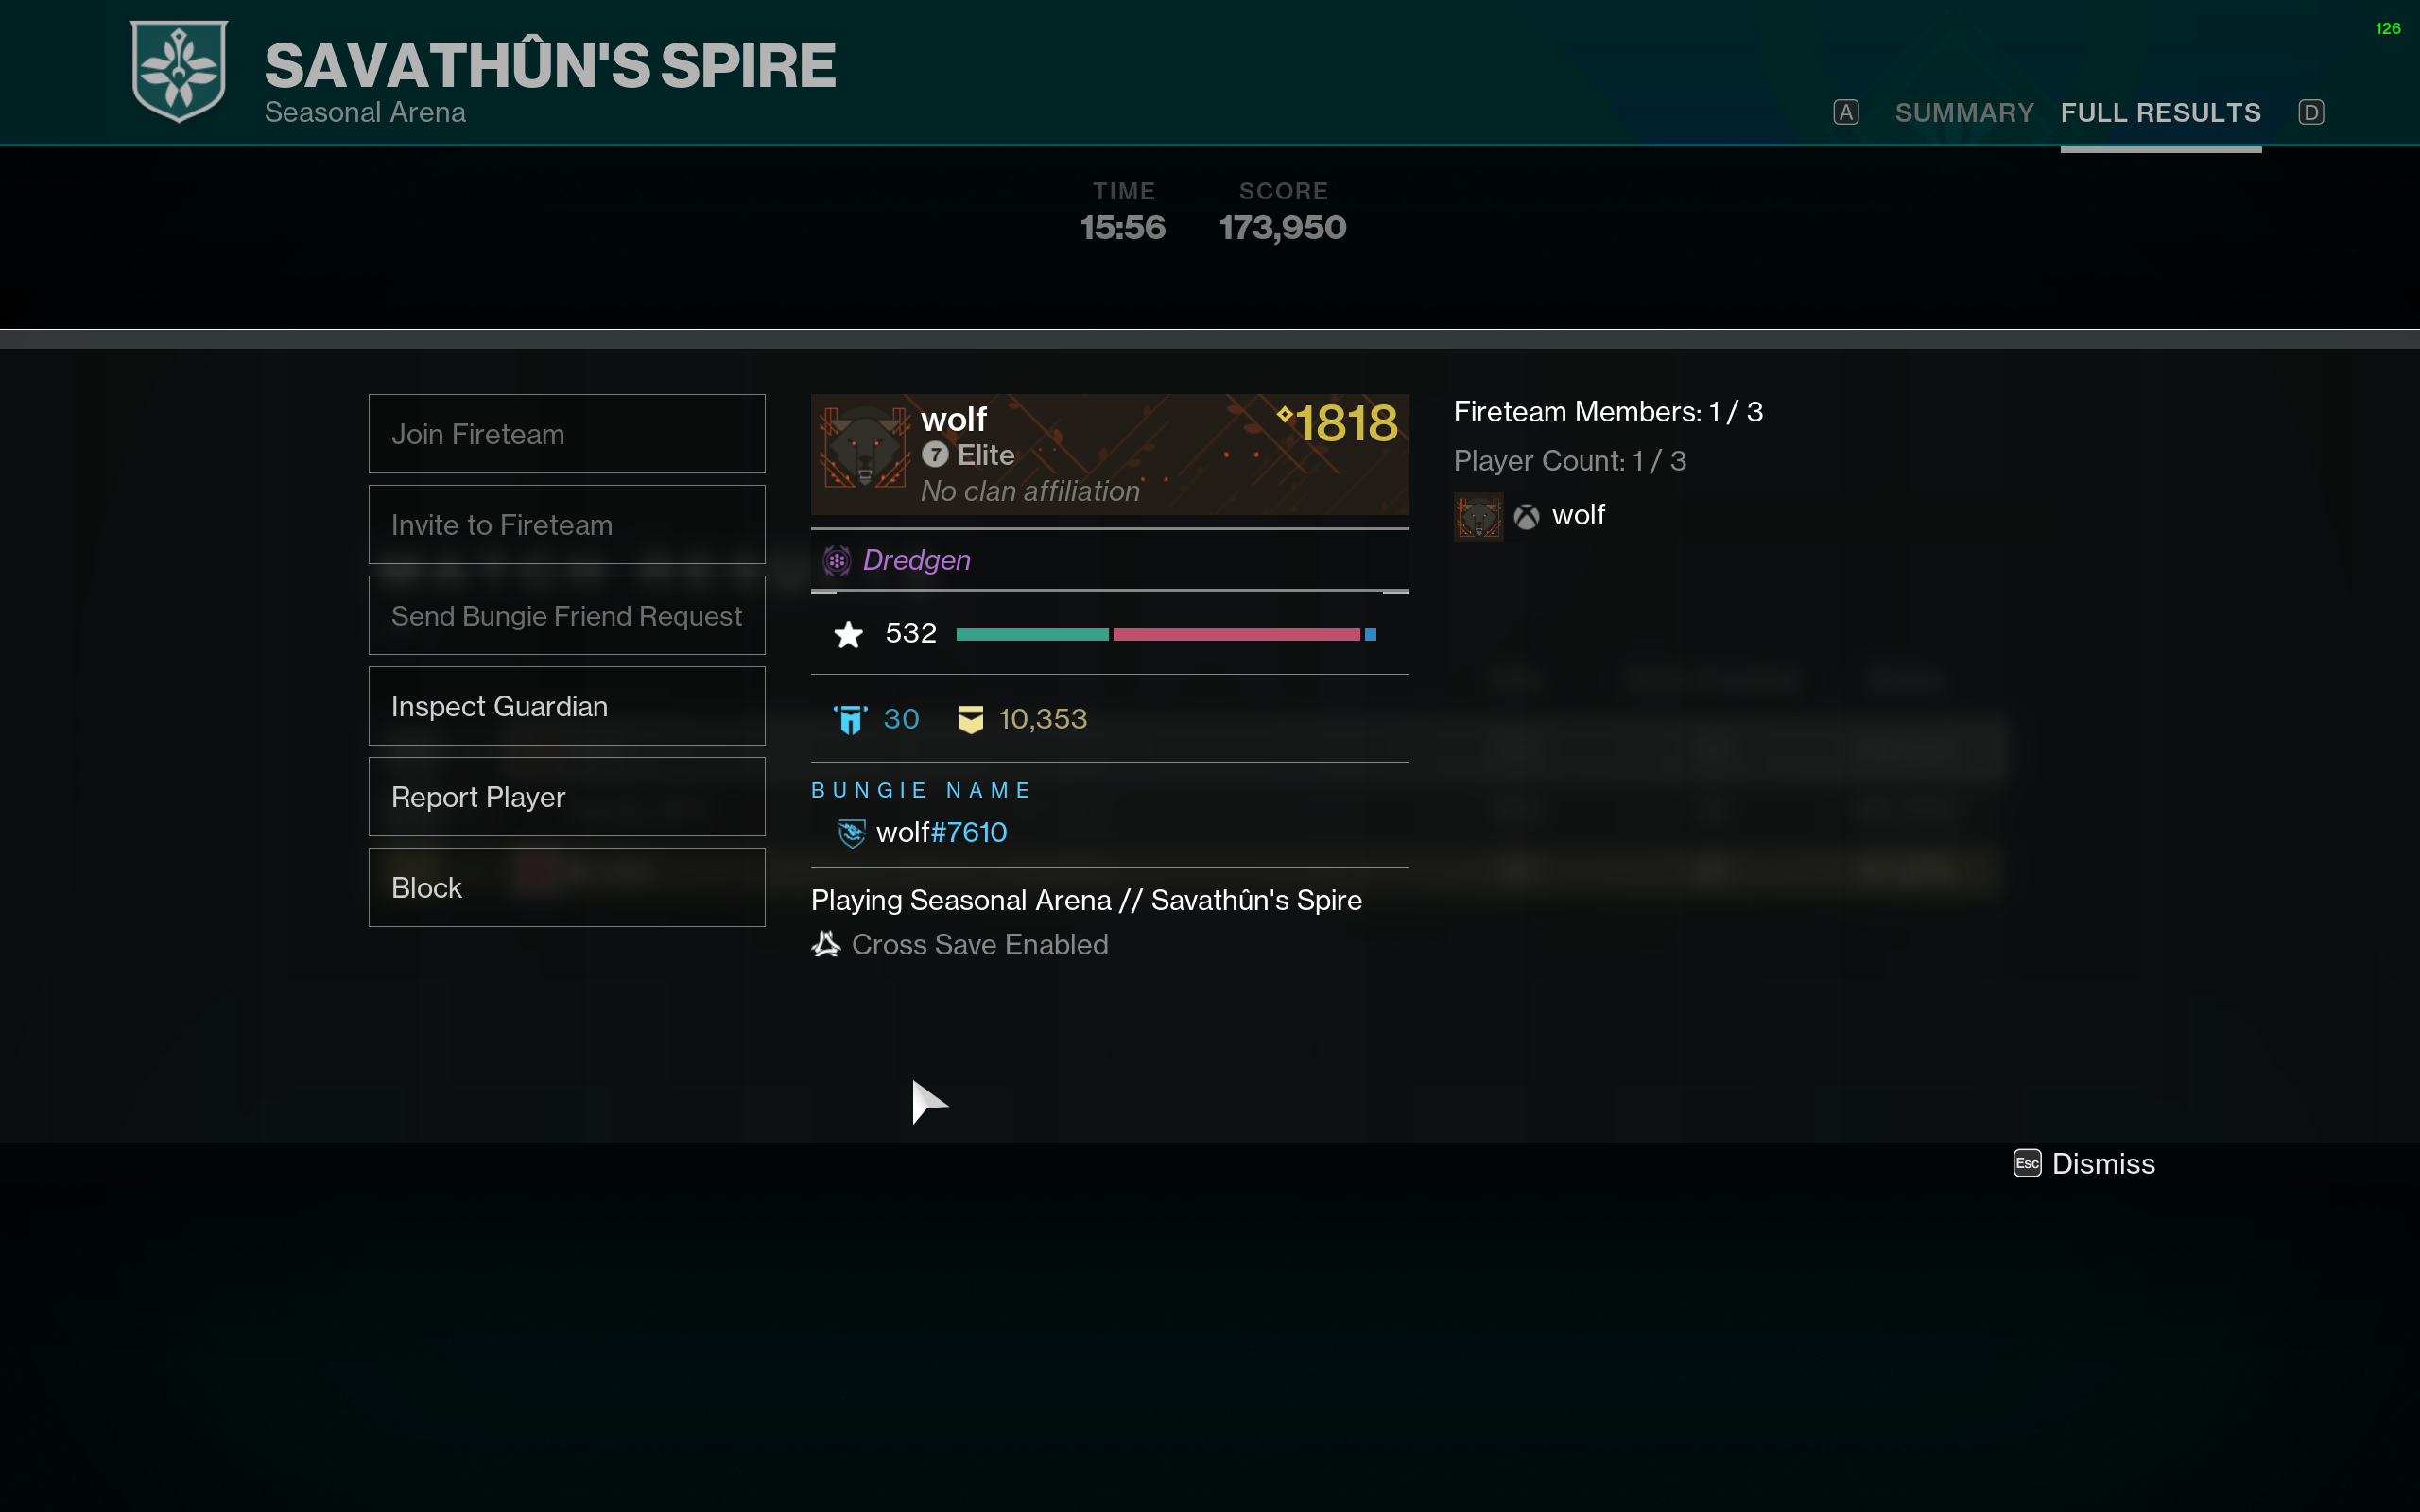 126
SAVATHÛN'S SPIRE
Seasonal Arena
A SUMMARY FULL RESULTS D
TIME SCORE
15:56 173,950
Join Fireteam
Invite to Fireteam
Send Bungie Friend Request
Inspect Guardian
Report Player
Block
wolf 1818
7 Elite
No clan affiliation
Dredgen
532
30 10,353
BUNGIE NAME
wolf#7610
Playing Seasonal Arena // Savathûn's Spire
Cross Save Enabled
Fireteam Members: 1 / 3
Player Count: 1 / 3
wolf
Esc Dismiss